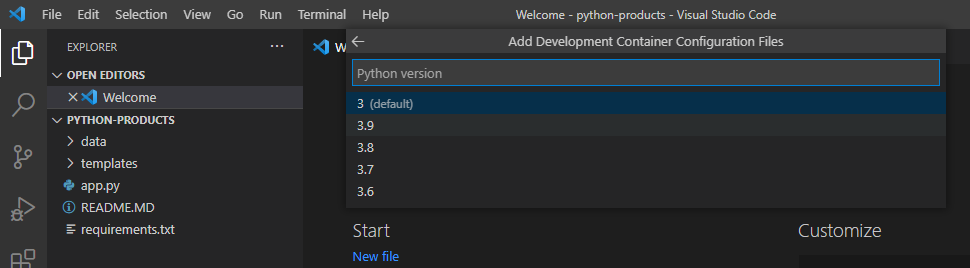 File Edit Selection View Go Run Terminal Help Welcome - python-products - Visual Studio Code
EXPLORER ···
OPEN EDITORS
Welcome
PYTHON-PRODUCTS
data
templates
app.py
README.MD
requirements.txt
Add Development Container Configuration Files
Python version
3 (default)
3.9
3.8
3.7
3.6
Start
New file
Customize